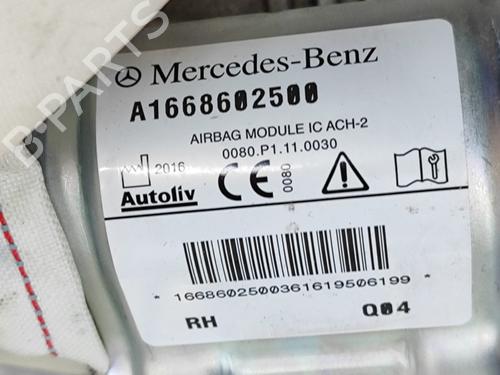 B-PARTS
Mercedes-Benz
A1668602500
AIRBAG MODULE IC ACH-2
0080.P1.11.0030
2016
Autoliv
CE
0080
* 1668602500361619506199 *
RH Q04